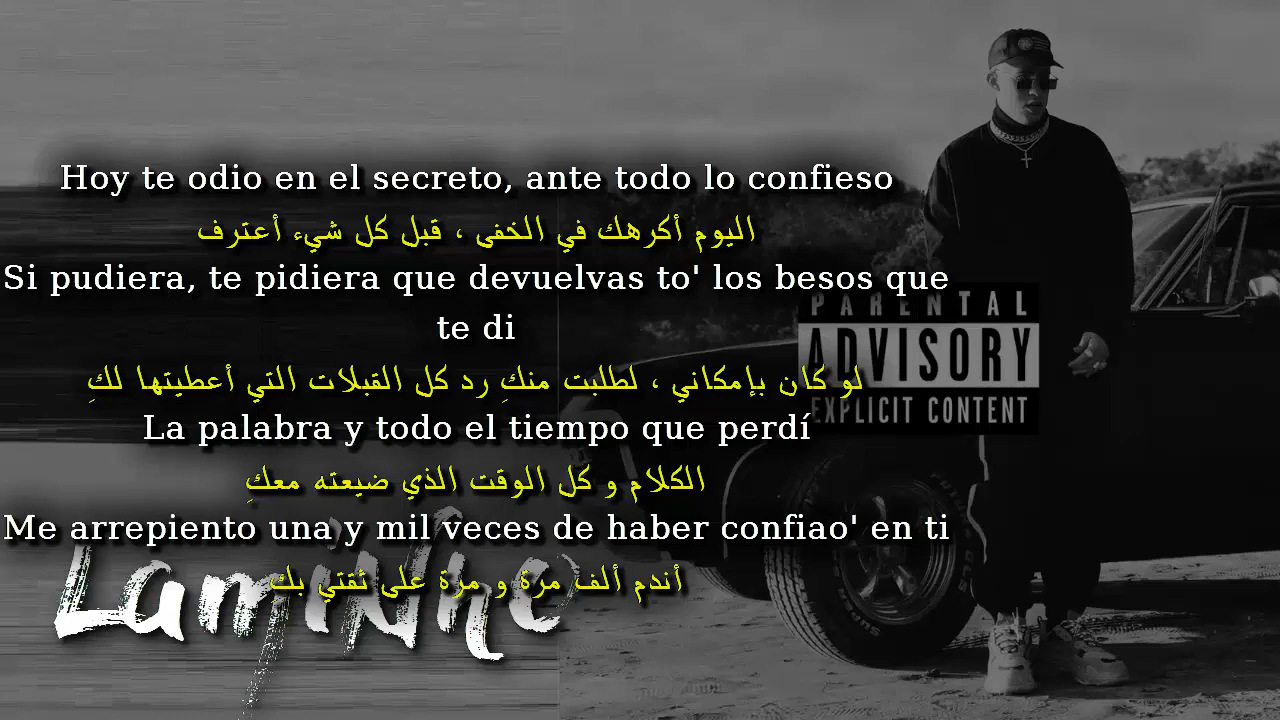 Hoy te odio en el secreto, ante todo lo confieso
اليوم أكرهك في الخفى ، قبل كل شيء أعترف
Si pudiera, te pidiera que devuelvas to' los besos que
te di
لو كان بإمكاني ، لطلبت منكِ رد كل القبلات التي أعطيتها لكِ
La palabra y todo el tiempo que perdí
الكلام و كل الوقت الذي ضيعته معكِ
Me arrepiento una y mil veces de haber confiao' en ti
أندم ألف مرة و مرة على ثقتي بك
PARENTAL
ADVISORY
EXPLICIT CONTENT